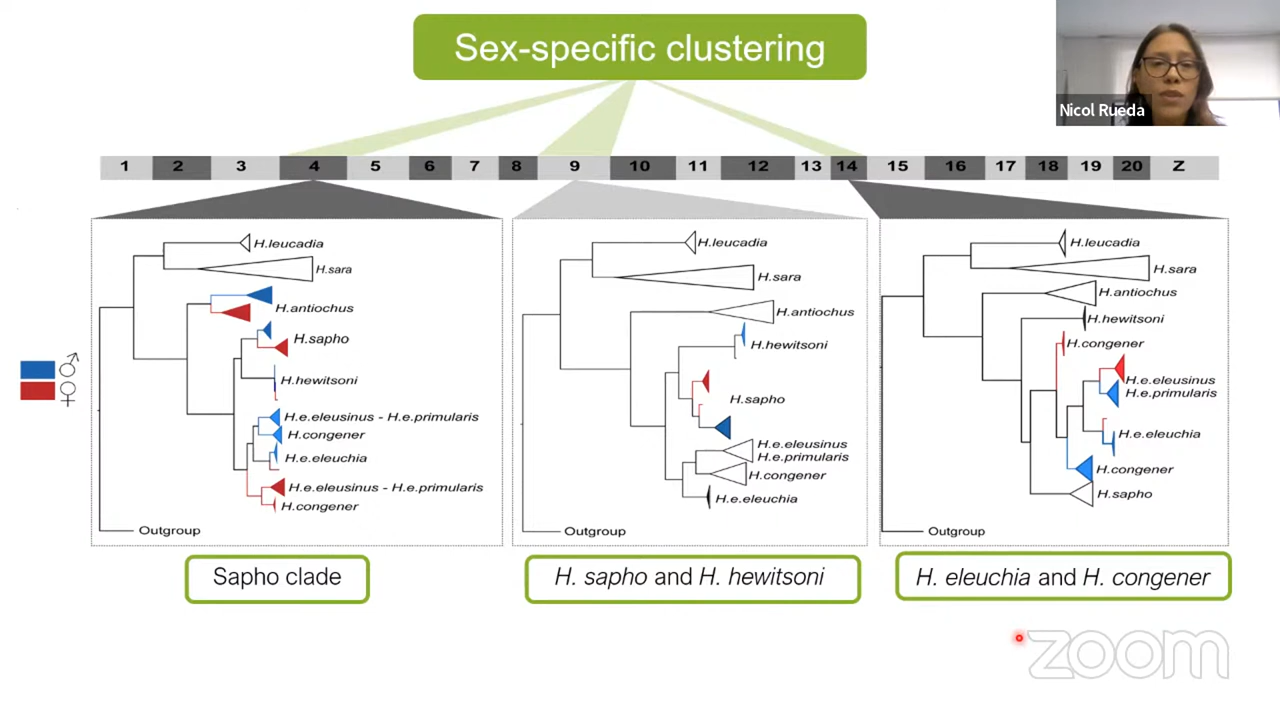 Sex-specific clustering
Nicol Rueda
1 2 3 4 5 6 7 8 9 10 11 12 13 14 15 16 17 18 19 20 Z
♂
♀
H.leucadia
H.sara
H.antiochus
H.sapho
H.hewitsoni
H.e.eleusinus - H.e.primularis
H.congener
H.e.eleuchia
H.e.eleusinus - H.e.primularis
H.congener
Outgroup
H.leucadia
H.sara
H.antiochus
H.hewitsoni
H.sapho
H.e.eleusinus
H.e.primularis
H.congener
H.e.eleuchia
Outgroup
H.leucadia
H.sara
H.antiochus
H.hewitsoni
H.congener
H.e.eleusinus
H.e.primularis
H.e.eleuchia
H.congener
H.sapho
Outgroup
Sapho clade
H. sapho and H. hewitsoni
H. eleuchia and H. congener
zoom